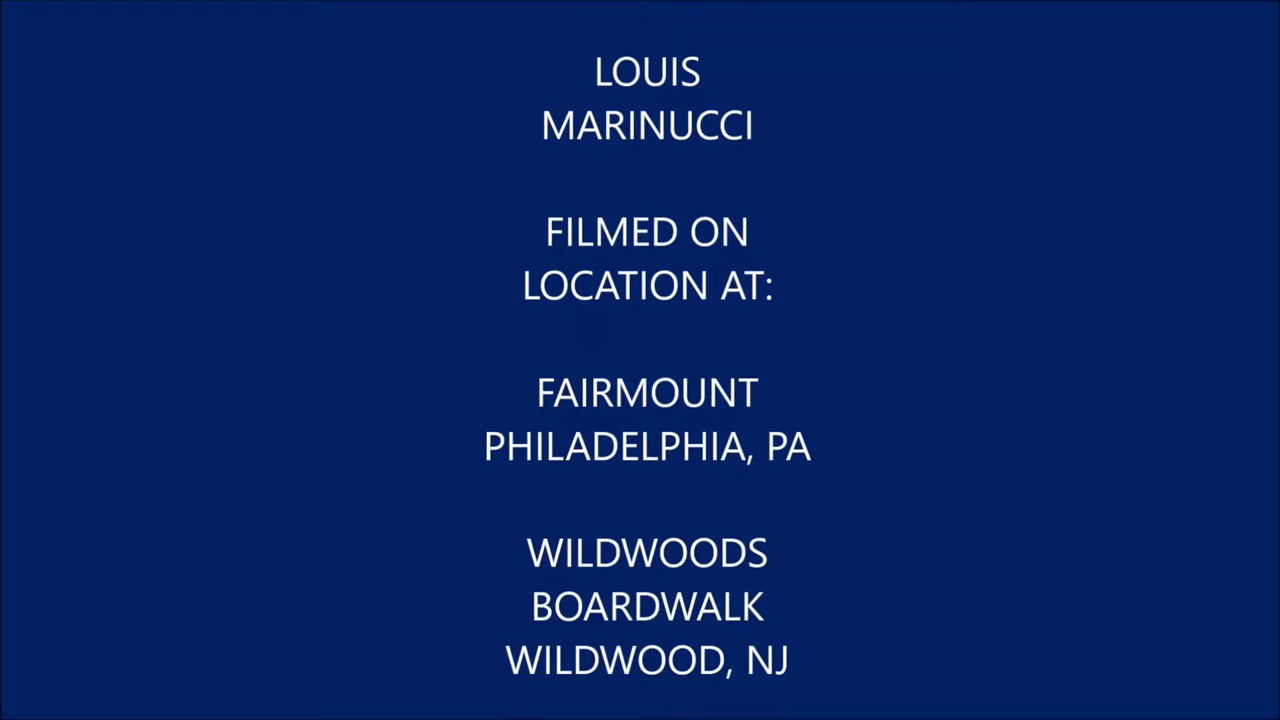 LOUIS
MARINUCCI
FILMED ON
LOCATION AT:
FAIRMOUNT
PHILADELPHIA, PA
WILDWOODS
BOARDWALK
WILDWOOD, NJ